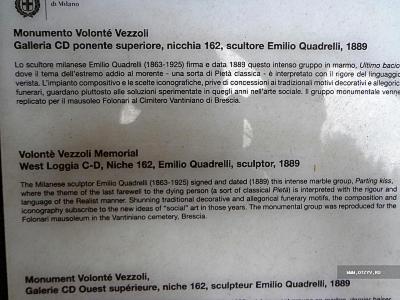 di Milano
Monumento Volonté Vezzoli
Galleria CD ponente superiore, nicchia 162, scultore Emilio Quadrelli, 1889
Lo scultore milanese Emilio Quadrelli (1863-1925) firma e data 1889 questo intenso gruppo in marmo, Ultimo bacio
dove il tema dell'estremo addio al morente - una sorta di Pietà classica - è interpretato con il rigore del linguaggio
verista. L'impianto compositivo e le scelte iconografiche, prive di concessioni ai tradizionali motivi decorativi e allegorici
funerari, guardano piuttosto alle soluzioni sperimentate in quegli anni nell'arte sociale. Il gruppo monumentale venne
replicato per il mausoleo Folonari al Cimitero Vantiniano di Brescia.
Volontè Vezzoli Memorial
West Loggia C-D, Niche 162, Emilio Quadrelli, sculptor, 1889
The Milanese sculptor Emilio Quadrelli (1863-1925) signed and dated (1889) this intense marble group, Parting kiss,
where the theme of the last farewell to the dying person (a sort of classical Pietà) is interpreted with the rigour and
language of the Realist manner. Shunning traditional decorative and allegorical funerary motifs, the composition and
iconography subscribe to the new ideas of "social" art in those years. The monumental group was reproduced for the
Folonari mausoleum in the Vantiniano cemetery, Brescia.
Monument Volonté Vezzoli,
Galerie CD Ouest supérieure, niche 162, sculpteur Emilio Quadrelli, 1889
www.otzyv.ru